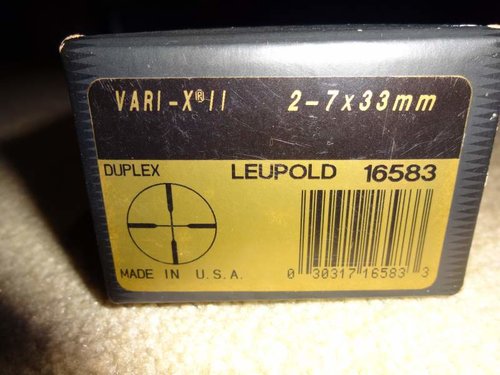 VARI-X®II 2-7x33mm
DUPLEX LEUPOLD 16583
MADE IN U.S.A. 0 30317 16583 3